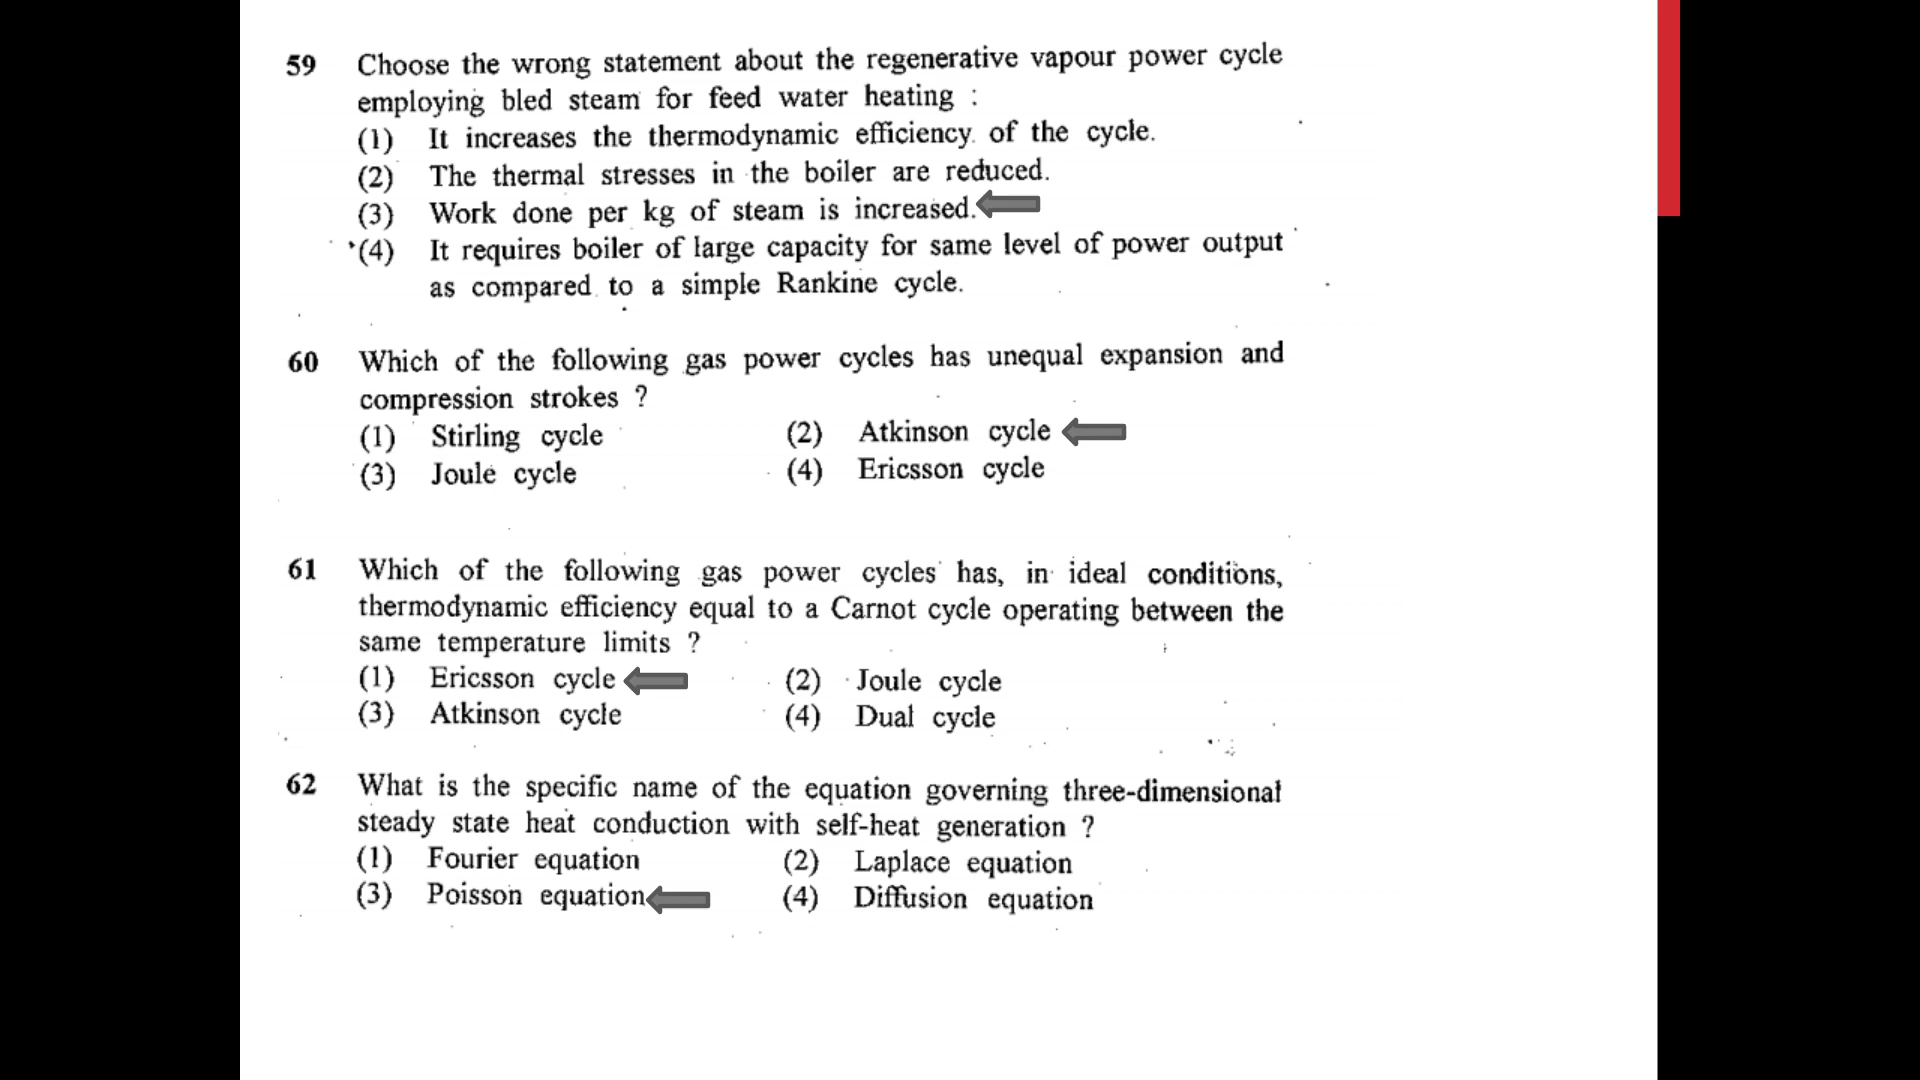 59 Choose the wrong statement about the regenerative vapour power cycle
employing bled steam for feed water heating :
(1) It increases the thermodynamic efficiency of the cycle.
(2) The thermal stresses in the boiler are reduced.
(3) Work done per kg of steam is increased.
(4) It requires boiler of large capacity for same level of power output
as compared to a simple Rankine cycle.
60 Which of the following gas power cycles has unequal expansion and
compression strokes ?
(1) Stirling cycle (2) Atkinson cycle
(3) Joule cycle (4) Ericsson cycle
61 Which of the following gas power cycles has, in ideal conditions,
thermodynamic efficiency equal to a Carnot cycle operating between the
same temperature limits ?
(1) Ericsson cycle (2) Joule cycle
(3) Atkinson cycle (4) Dual cycle
62 What is the specific name of the equation governing three-dimensional
steady state heat conduction with self-heat generation ?
(1) Fourier equation (2) Laplace equation
(3) Poisson equation (4) Diffusion equation